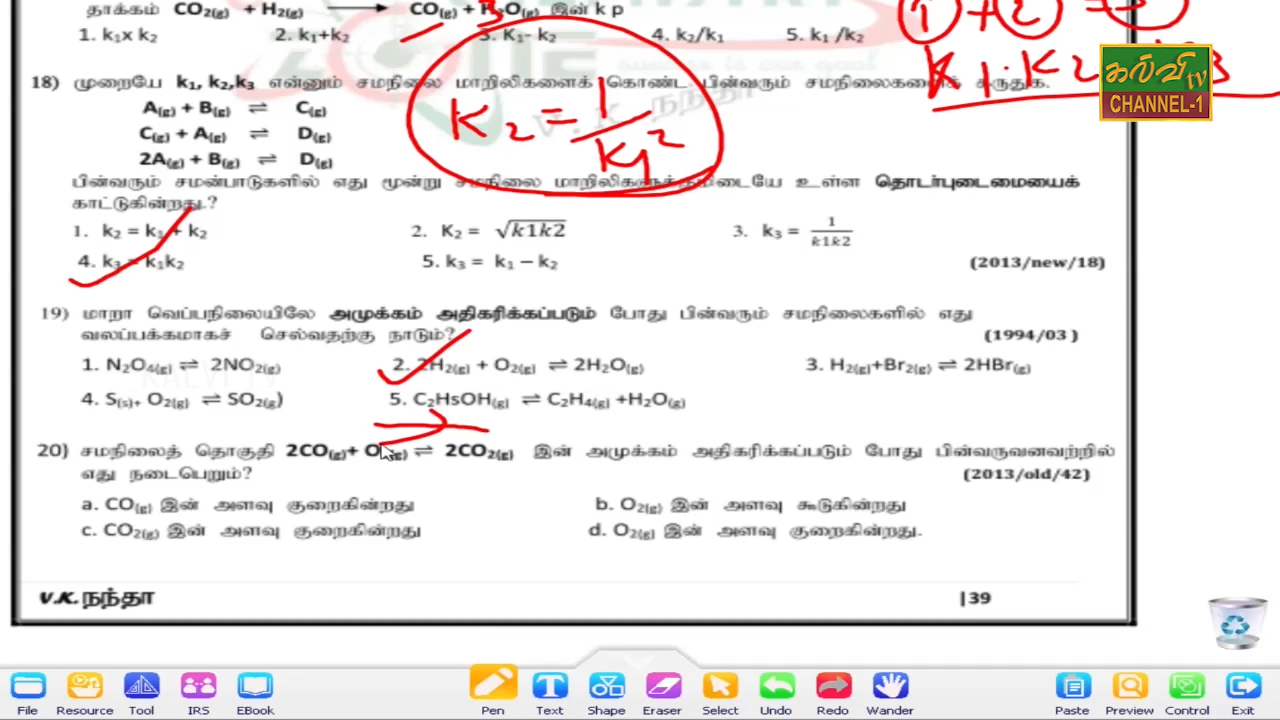 தாக்கம் CO2(g) + H2(g) → CO(g) + H2O(g) இன் k p
1. k1x k2 2. k1+k2 3. K1- k2 4. k2/k1 5. k1 /k2
1 + 2 = 3
K1 . K2 3
கல்வி tv
CHANNEL-1
18) முறையே k1, k2,k3 என்னும் சமநிலை மாறிலிகளைக் கொண்ட பின்வரும் சமநிலைகளைக் கருதுக.
A(g) + B(g) ⇌ C(g)
C(g) + A(g) ⇌ D(g)
2A(g) + B(g) ⇌ D(g)
K2 = 1/K1²
v.K நந்தா
பின்வரும் சமன்பாடுகளில் எது மூன்று சமநிலை மாறிலிகளுக்குமிடையே உள்ள தொடர்புடைமையைக்
காட்டுகின்றது.?
1. k2 = k1 + k2 2. K2 = √k1k2 3. k3 = 1/k1k2
4. k3 = k1k2 5. k3 = k1 – k2 (2013/new/18)
19) மாறா வெப்பநிலையிலே அமுக்கம் அதிகரிக்கப்படும் போது பின்வரும் சமநிலைகளில் எது
வலப்பக்கமாகச் செல்வதற்கு நாடும்? (1994/03 )
1. N2O4(g) ⇌ 2NO2(g) 2. 2H2(g) + O2(g) ⇌ 2H2O(g) 3. H2(g)+Br2(g) ⇌ 2HBr(g)
KALVI TV
4. S(s)+ O2(g) ⇌ SO2(g) 5. C2HsOH(g) ⇌ C2H4(g) +H2O(g)
20) சமநிலைத் தொகுதி 2CO(g)+ O2(g) ⇌ 2CO2(g) இன் அமுக்கம் அதிகரிக்கப்படும் போது பின்வருவனவற்றில்
எது நடைபெறும்? (2013/old/42)
a. CO(g) இன் அளவு குறைகின்றது b. O2(g) இன் அளவு கூடுகின்றது
c. CO2(g) இன் அளவு குறைகின்றது d. O2(g) இன் அளவு குறைகின்றது.
V.K. நந்தா |39
File Resource Tool IRS EBook Pen Text Shape Eraser Select Undo Redo Wander Paste Preview Control Exit